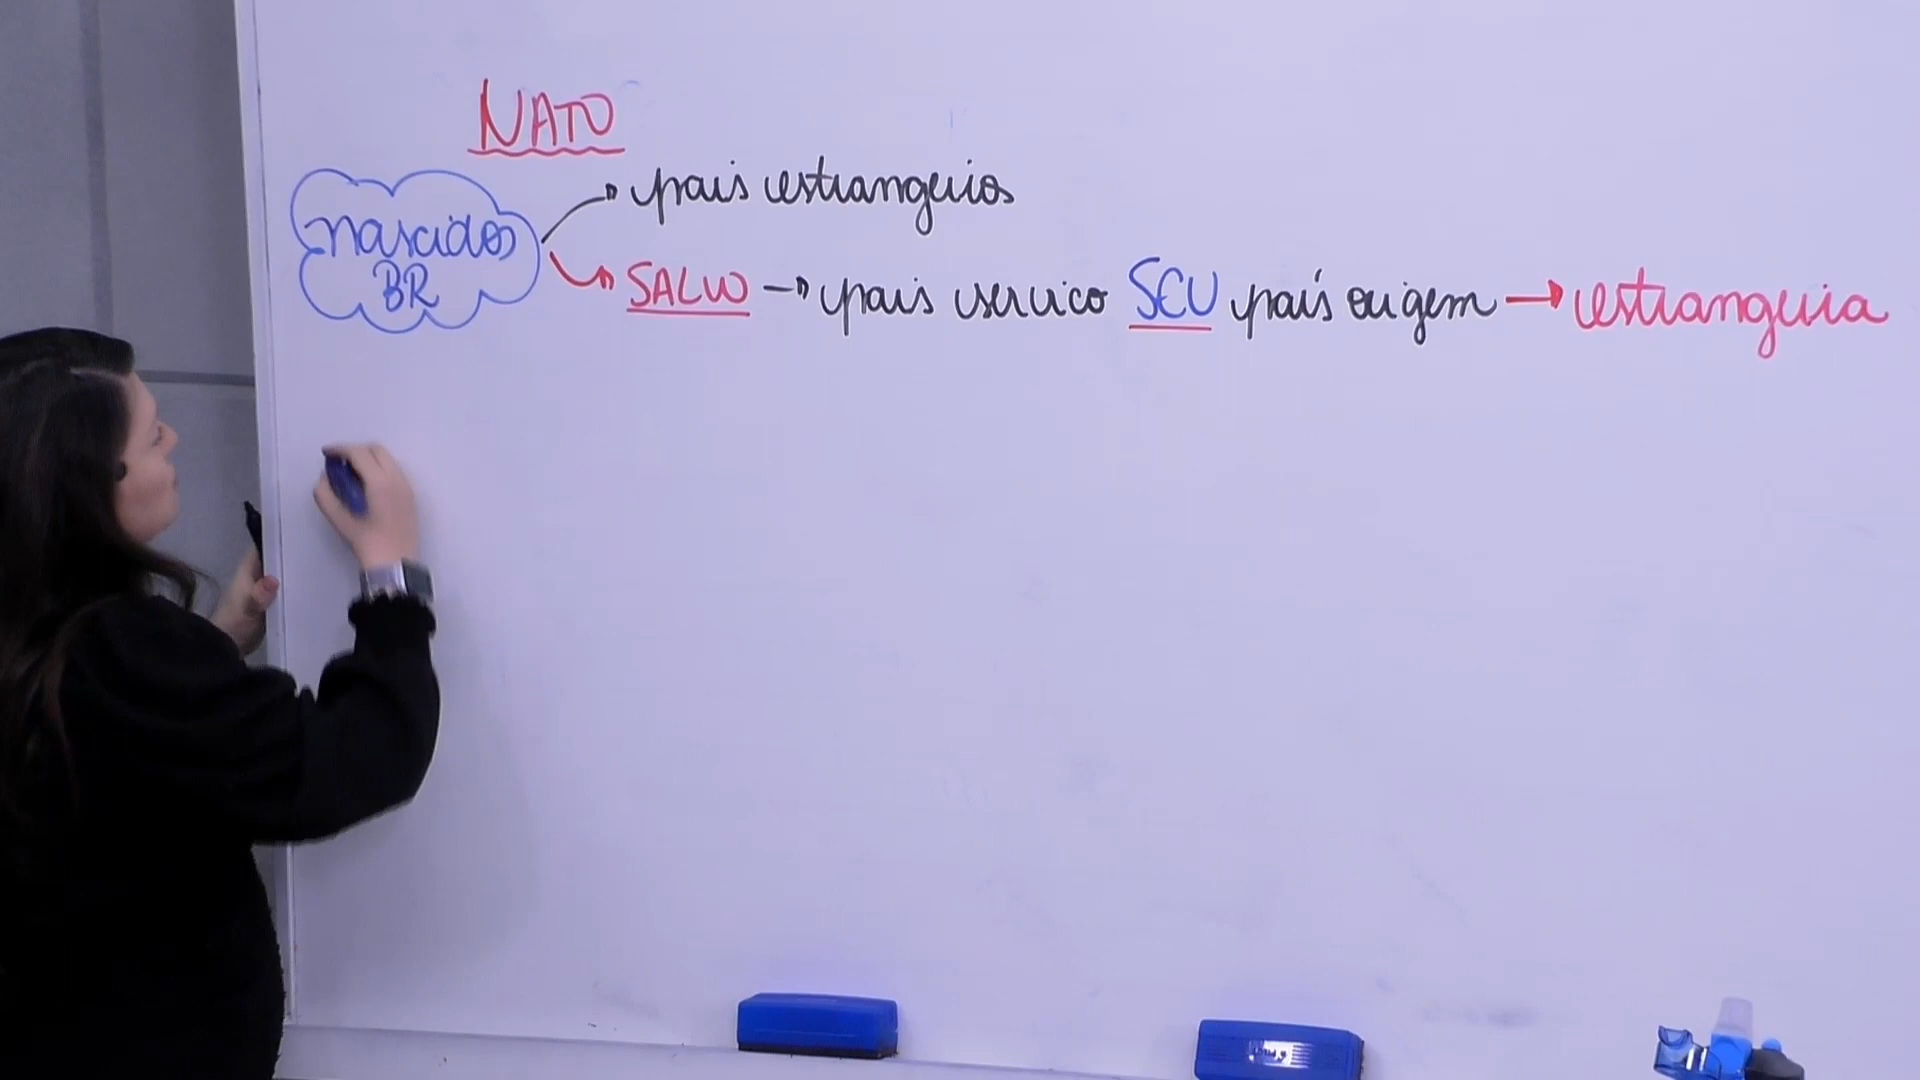 NATO
nascidos
BR
pais estrangeiros
SALVO → pais serviço SEU país origem → estrangeira